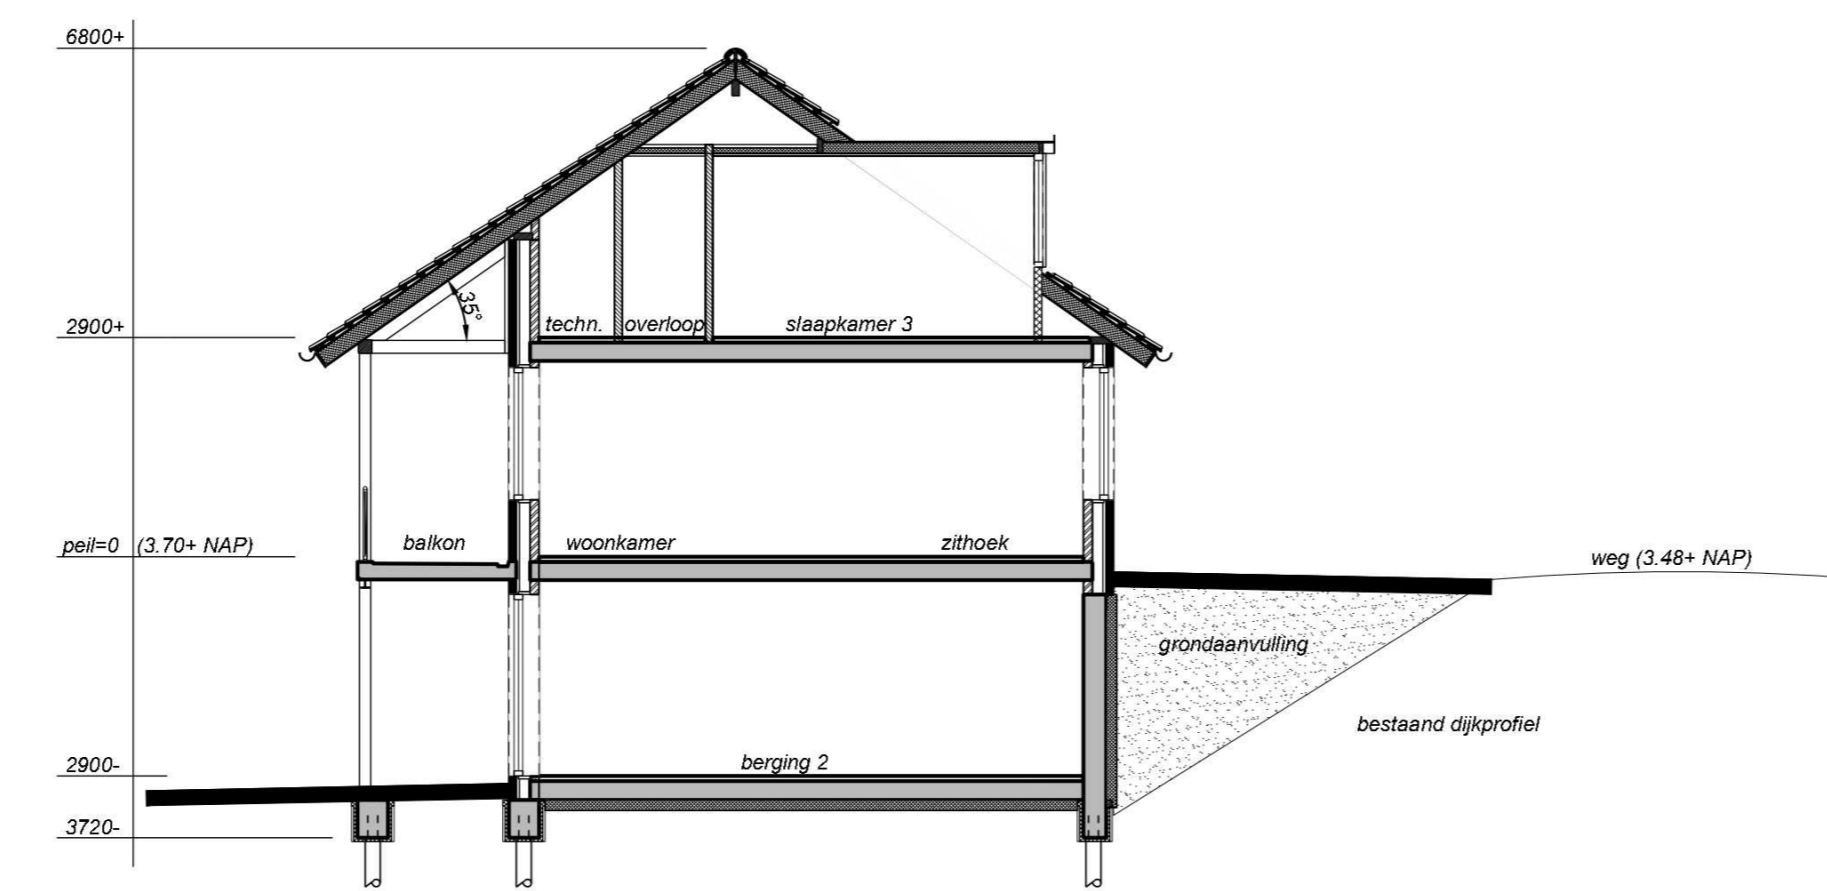 6800+
35°
2900+
techn. overloop slaapkamer 3
peil=0 (3.70+ NAP) balkon woonkamer zithoek
weg (3.48+ NAP)
grondaanvulling
bestaand dijkprofiel
2900-
berging 2
3720-